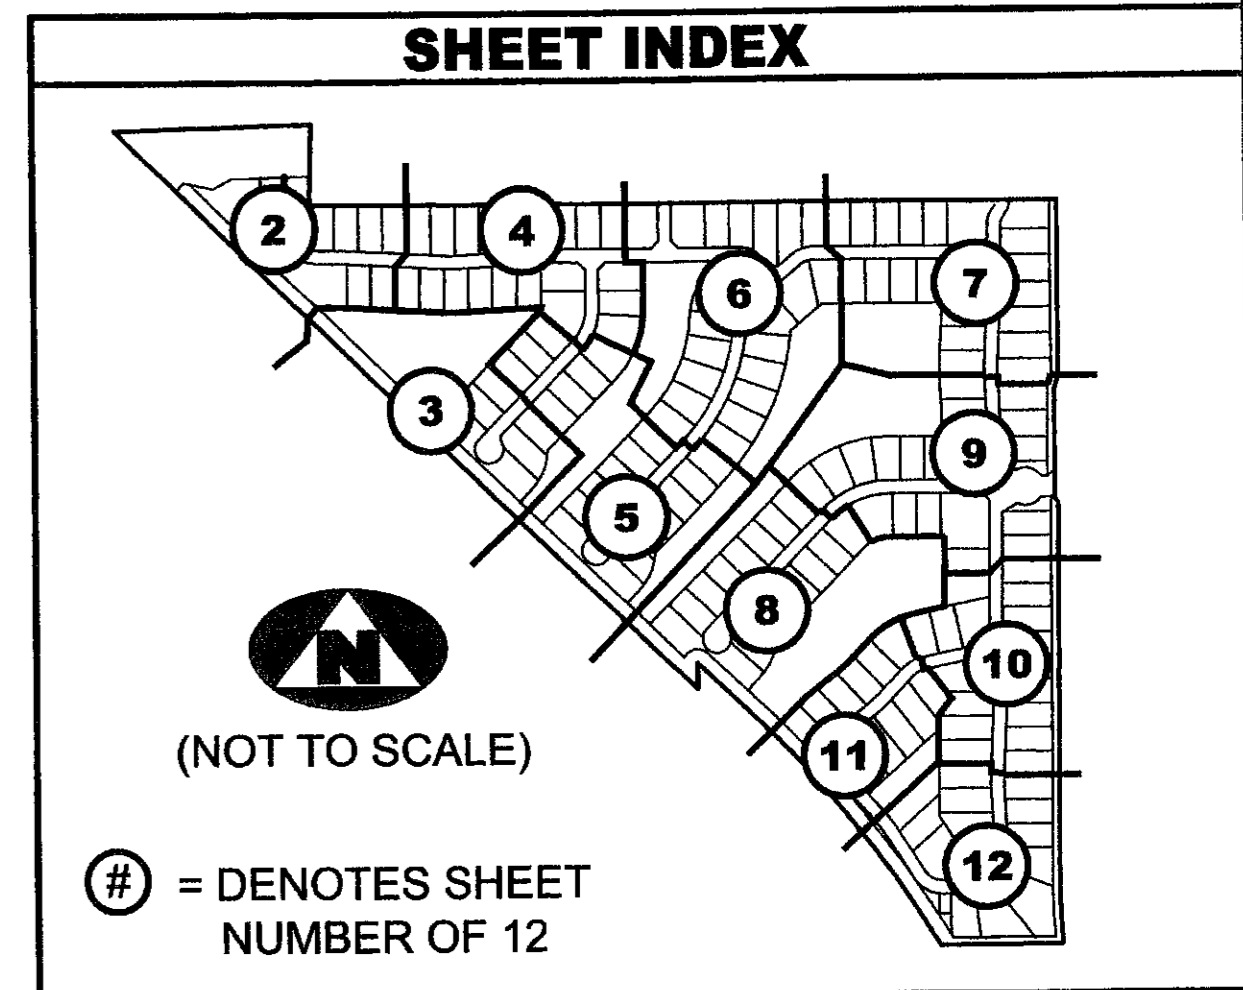 SHEET INDEX
2
4
6
7
3
9
5
8
10
11
12
N
(NOT TO SCALE)
# = DENOTES SHEET
NUMBER OF 12